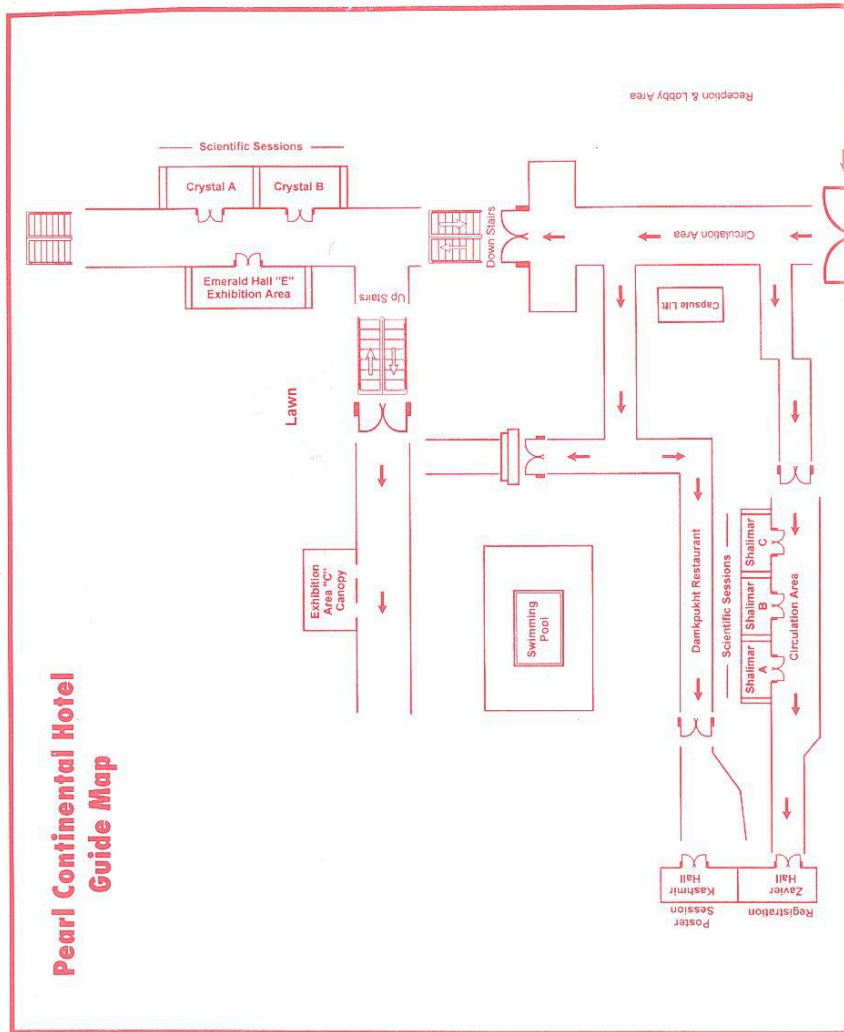 Pearl Continental Hotel
Guide Map
Reception & Lobby Area
Scientific Sessions
Crystal A
Crystal B
Down Stairs
Circulation Area
Emerald Hall "E"
Exhibition Area
Up Stairs
Capsule Lift
Lawn
Exhibition
Area "C"
Canopy
Swimming
Pool
Damkpukht Restaurant
Scientific Sessions
Shalimar
C
Shalimar
B
Shalimar
A
Circulation Area
Kashmir
Hall
Poster
Session
Zavier
Hall
Registration